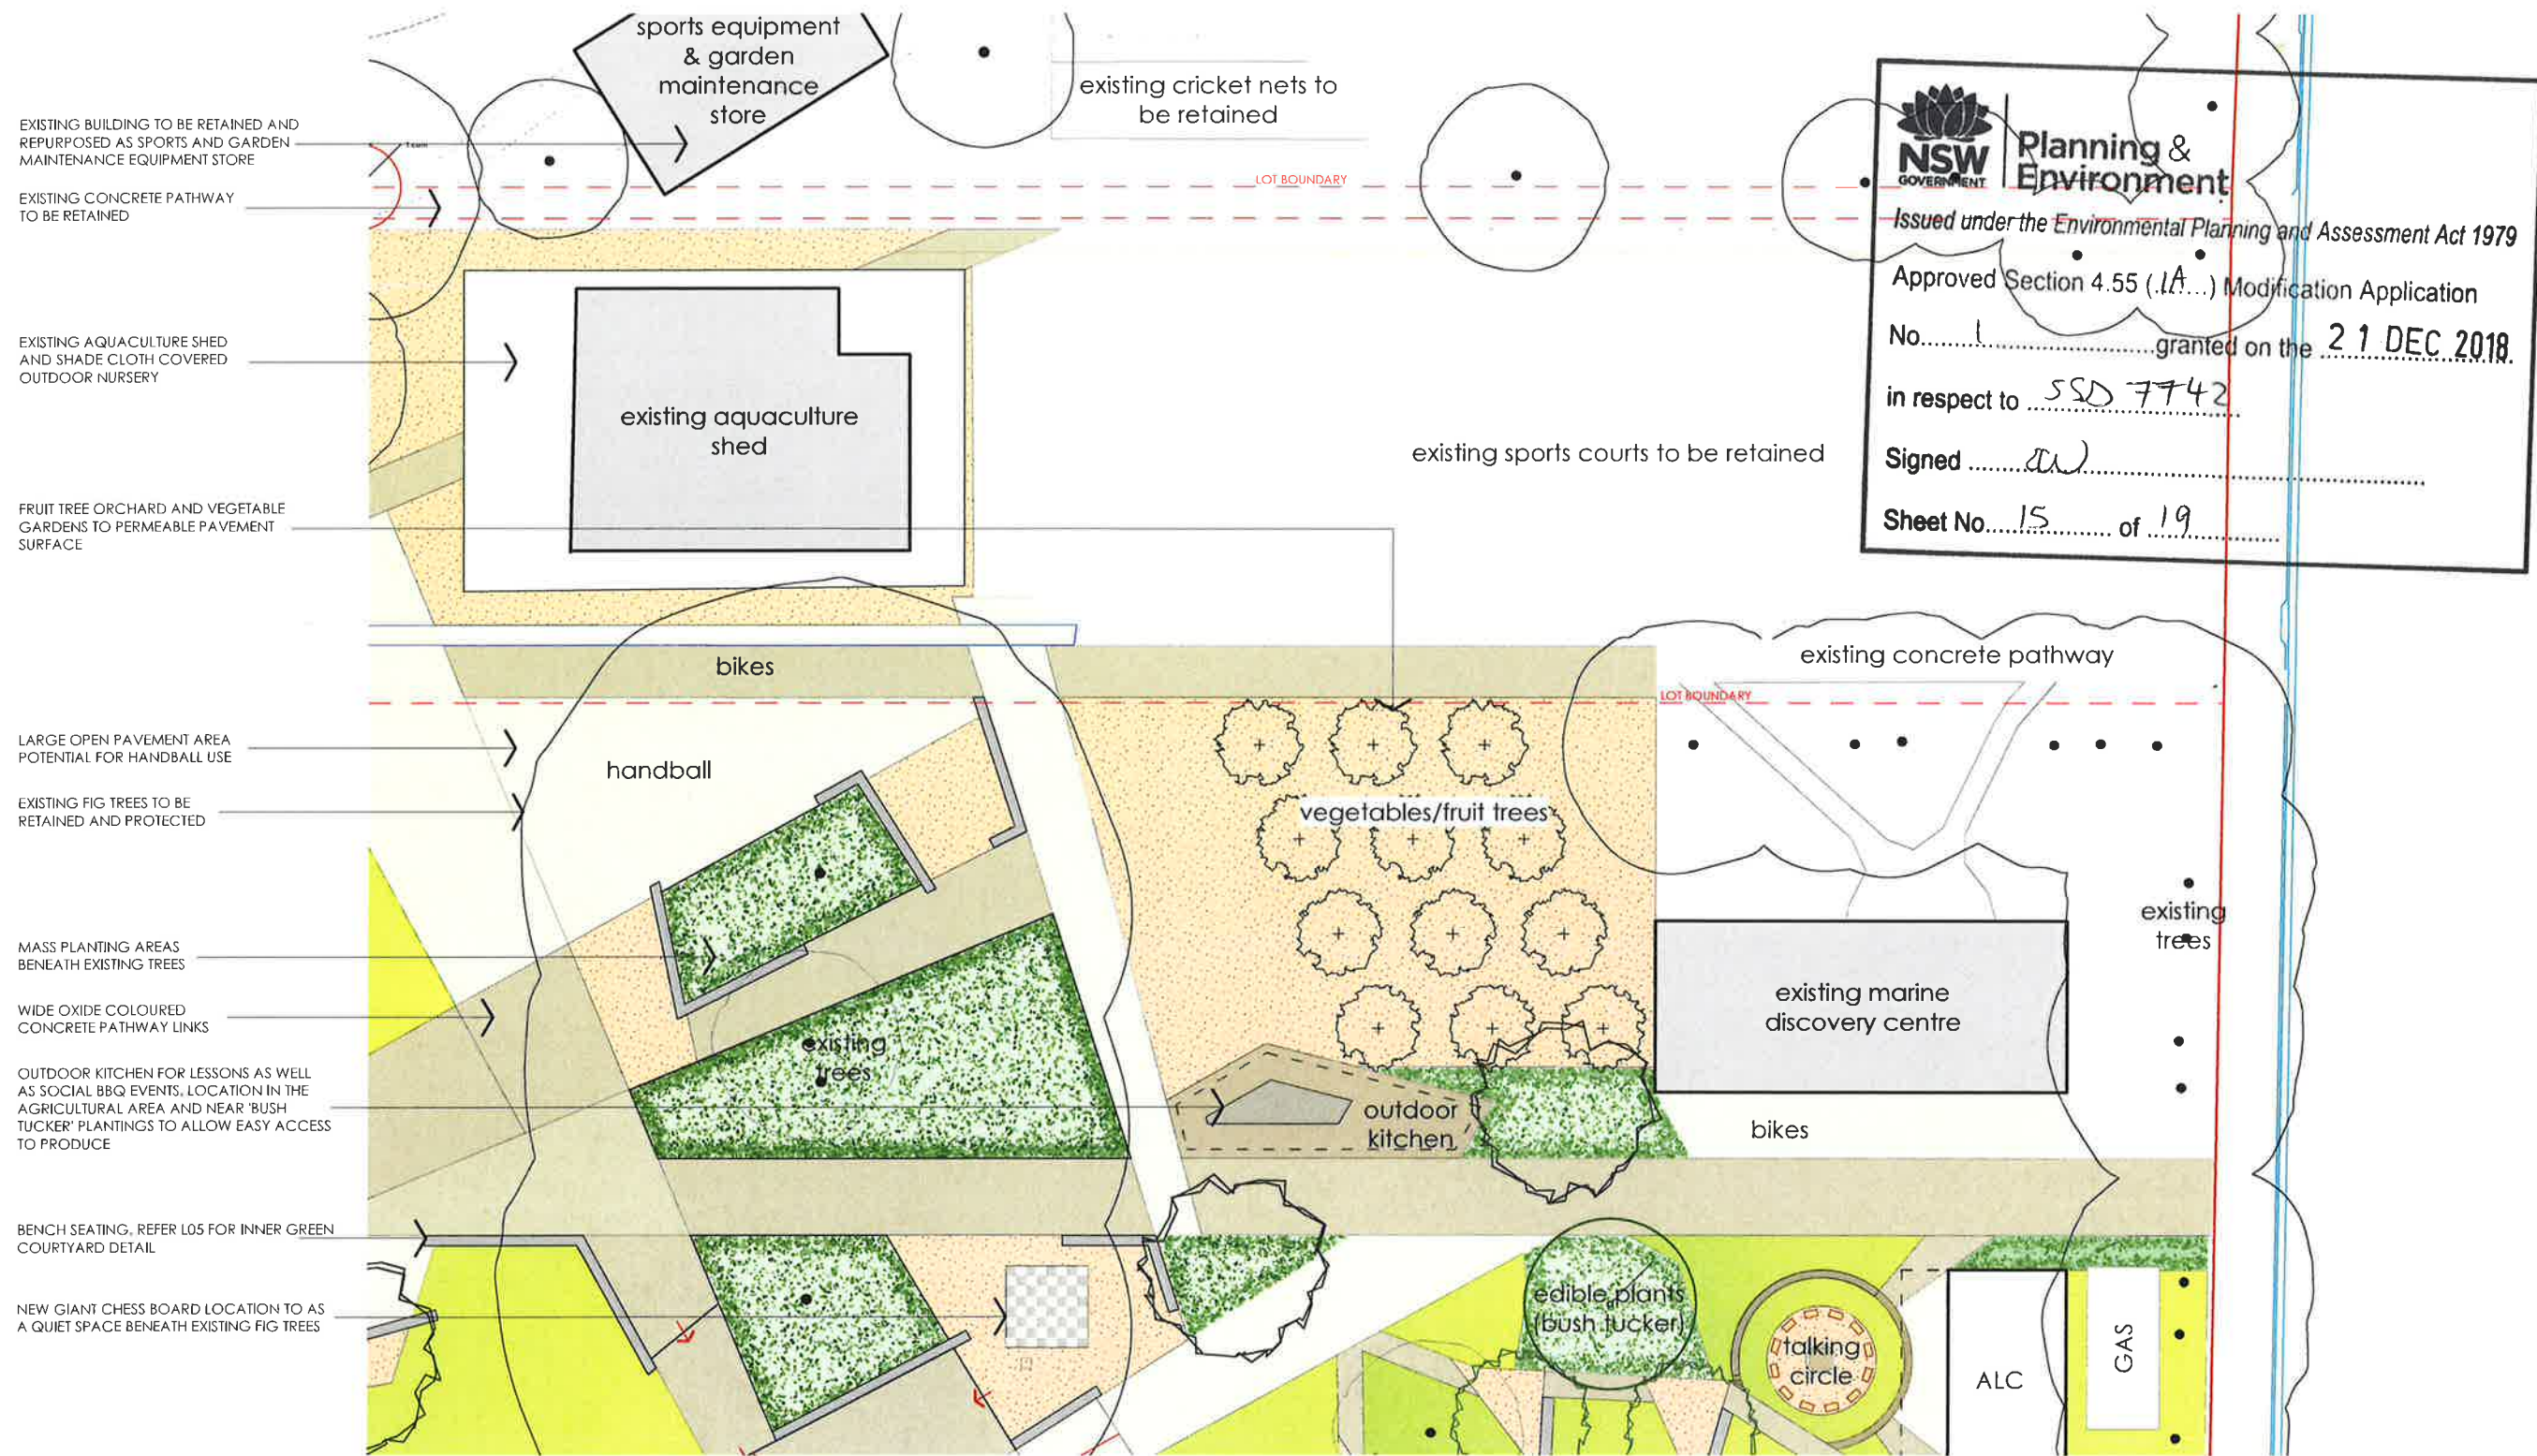 sports equipment
& garden
maintenance
store
existing cricket nets to
be retained
EXISTING BUILDING TO BE RETAINED AND
REPURPOSED AS SPORTS AND GARDEN
MAINTENANCE EQUIPMENT STORE
EXISTING CONCRETE PATHWAY
TO BE RETAINED
LOT BOUNDARY
NSW
GOVERNMENT
Planning &
Environment
Issued under the Environmental Planning and Assessment Act 1979
Approved Section 4.55 (.1A...) Modification Application
No. 1 granted on the 21 DEC 2018
in respect to SSD 7742
Signed
Sheet No. 15 of 19
EXISTING AQUACULTURE SHED
AND SHADE CLOTH COVERED
OUTDOOR NURSERY
existing aquaculture
shed
existing sports courts to be retained
FRUIT TREE ORCHARD AND VEGETABLE
GARDENS TO PERMEABLE PAVEMENT
SURFACE
bikes
existing concrete pathway
LOT BOUNDARY
LARGE OPEN PAVEMENT AREA
POTENTIAL FOR HANDBALL USE
handball
EXISTING FIG TREES TO BE
RETAINED AND PROTECTED
vegetables/fruit trees
existing
trees
MASS PLANTING AREAS
BENEATH EXISTING TREES
existing marine
discovery centre
WIDE OXIDE COLOURED
CONCRETE PATHWAY LINKS
existing
trees
OUTDOOR KITCHEN FOR LESSONS AS WELL
AS SOCIAL BBQ EVENTS, LOCATION IN THE
AGRICULTURAL AREA AND NEAR 'BUSH
TUCKER' PLANTINGS TO ALLOW EASY ACCESS
TO PRODUCE
outdoor
kitchen
bikes
BENCH SEATING, REFER L05 FOR INNER GREEN
COURTYARD DETAIL
NEW GIANT CHESS BOARD LOCATION TO AS
A QUIET SPACE BENEATH EXISTING FIG TREES
edible plants
(bush tucker)
talking
circle
ALC
GAS